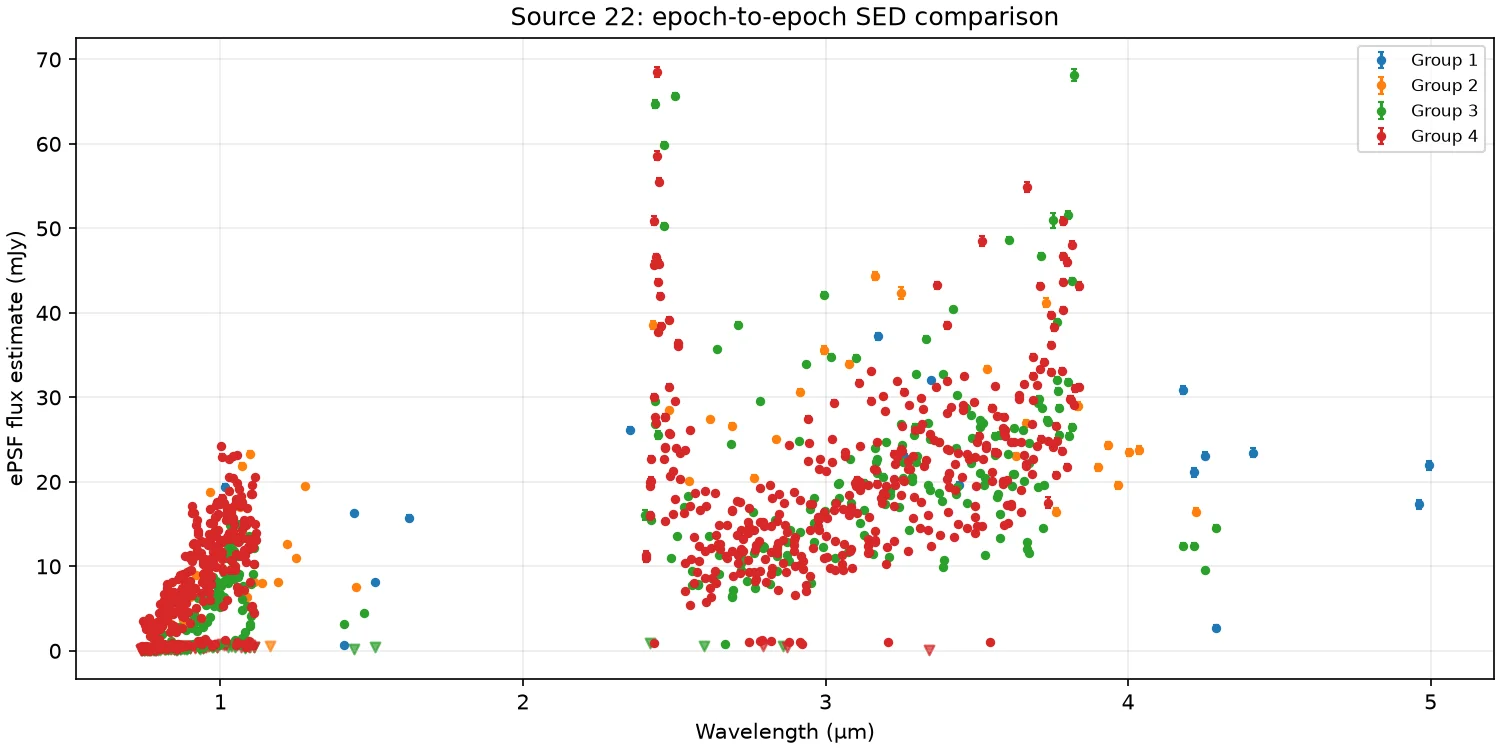 Source 22: epoch-to-epoch SED comparison
ePSF flux estimate (mJy)
70
60
50
40
30
20
10
0
1
2
3
4
5
Wavelength (μm)
Group 1
Group 2
Group 3
Group 4